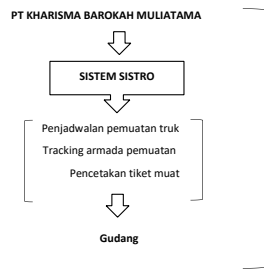 PT KHARISMA BAROKAH MULIATAMA
SISTEM SISTRO
Penjadwalan pemuatan truk
Tracking armada pemuatan
Pencetakan tiket muat
Gudang